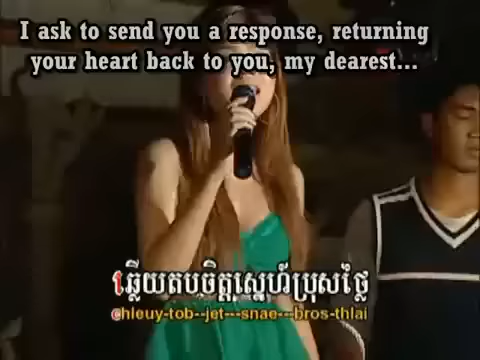 I ask to send you a response, returning
your heart back to you, my dearest...
ឆ្លើយតបចិត្តស្នេហ៍ប្រុសថ្លៃ
chleuy-tob--jet---snae---bros-thlai